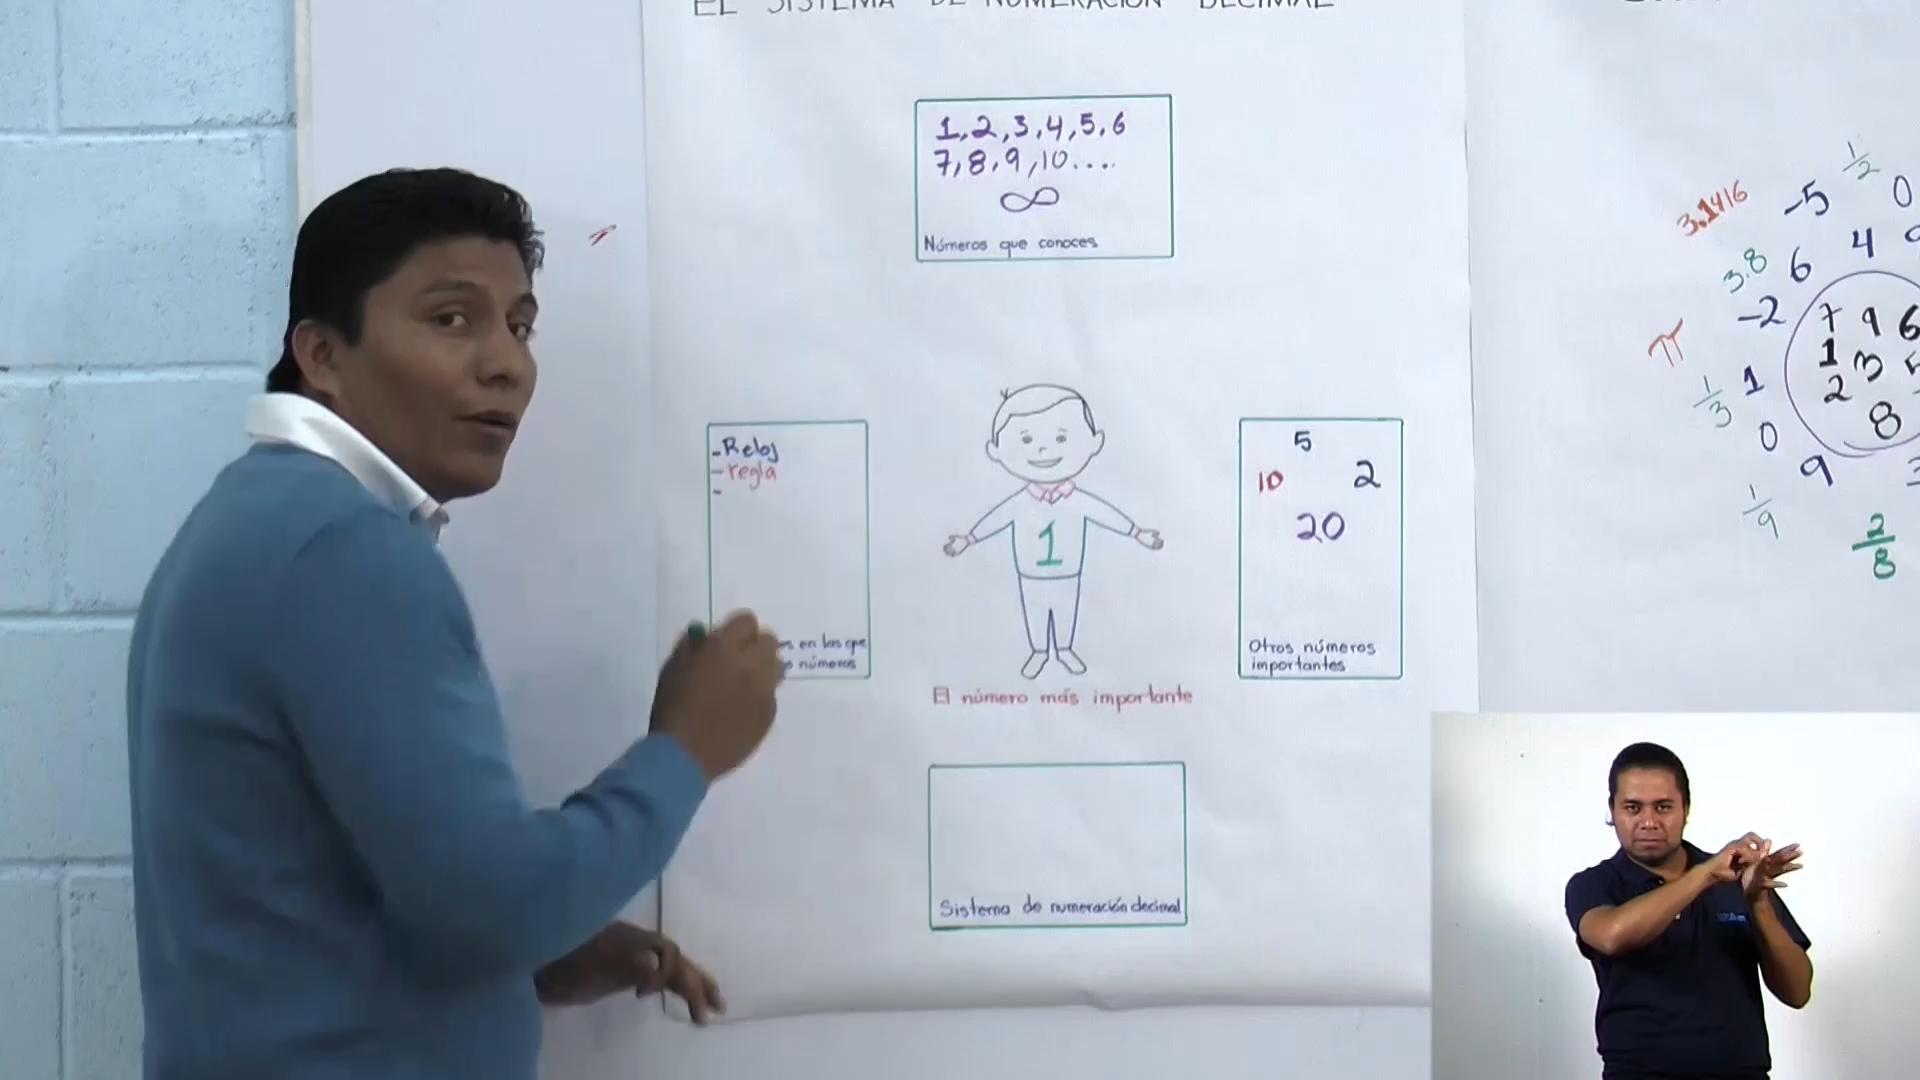 EL SISTEMA DE NUMERACIÓN DECIMAL
1, 2, 3, 4, 5, 6
7, 8, 9, 10....
∞
Números que conoces
-Reloj
-regla
-
en las que
números
1
El número más importante
5
10 2
20
Otros números
importantes
Sistema de numeración decimal
1/2
3.1416 -5 0
3.8 6 4
-2 7 9 6
π 1 3 5
1/3 1 2
0 8
9
1/9
2/8